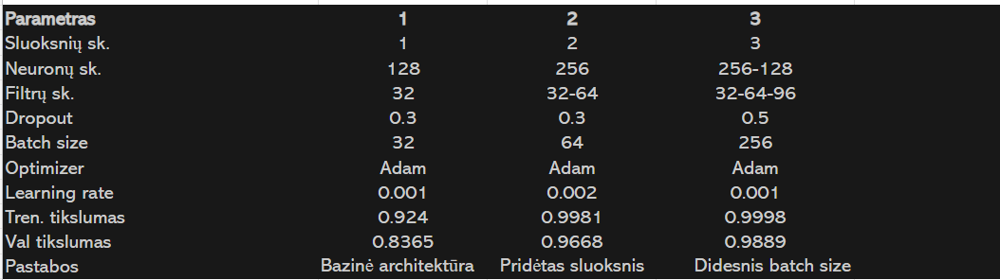 Parametras 1 2 3
Sluoksnių sk. 1 2 3
Neuronų sk. 128 256 256-128
Filtrų sk. 32 32-64 32-64-96
Dropout 0.3 0.3 0.5
Batch size 32 64 256
Optimizer Adam Adam Adam
Learning rate 0.001 0.002 0.001
Tren. tikslumas 0.924 0.9981 0.9998
Val tikslumas 0.8365 0.9668 0.9889
Pastabos Bazinė architektūra Pridėtas sluoksnis Didesnis batch size